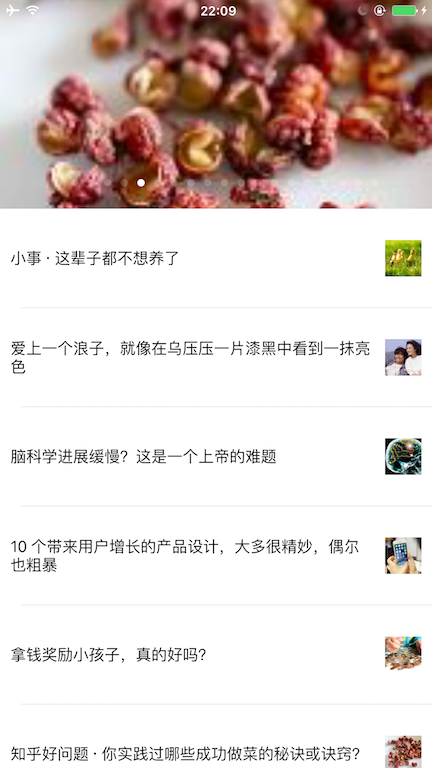 22:09
小事 · 这辈子都不想养了
爱上一个浪子，就像在乌压压一片漆黑中看到一抹亮
色
脑科学进展缓慢？这是一个上帝的难题
10 个带来用户增长的产品设计，大多很精妙，偶尔
也粗暴
拿钱奖励小孩子，真的好吗？
知乎好问题 · 你实践过哪些成功做菜的秘诀或诀窍？